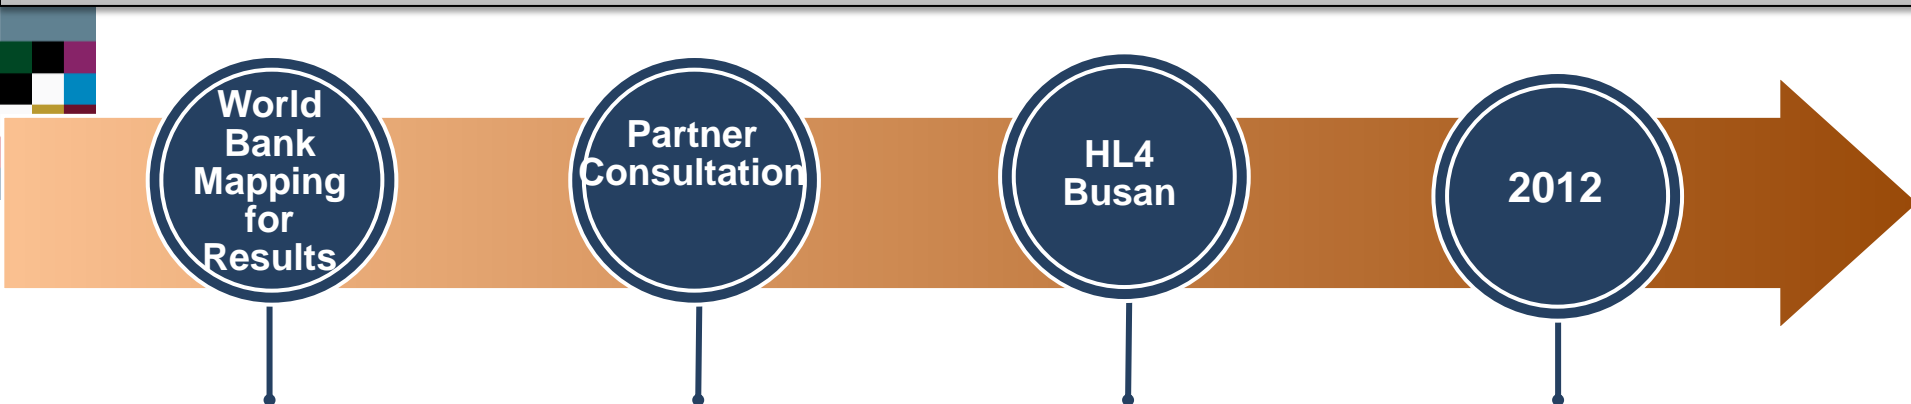 World
Bank
Mapping
for
Results
Partner
Consultation
HL4
Busan
2012